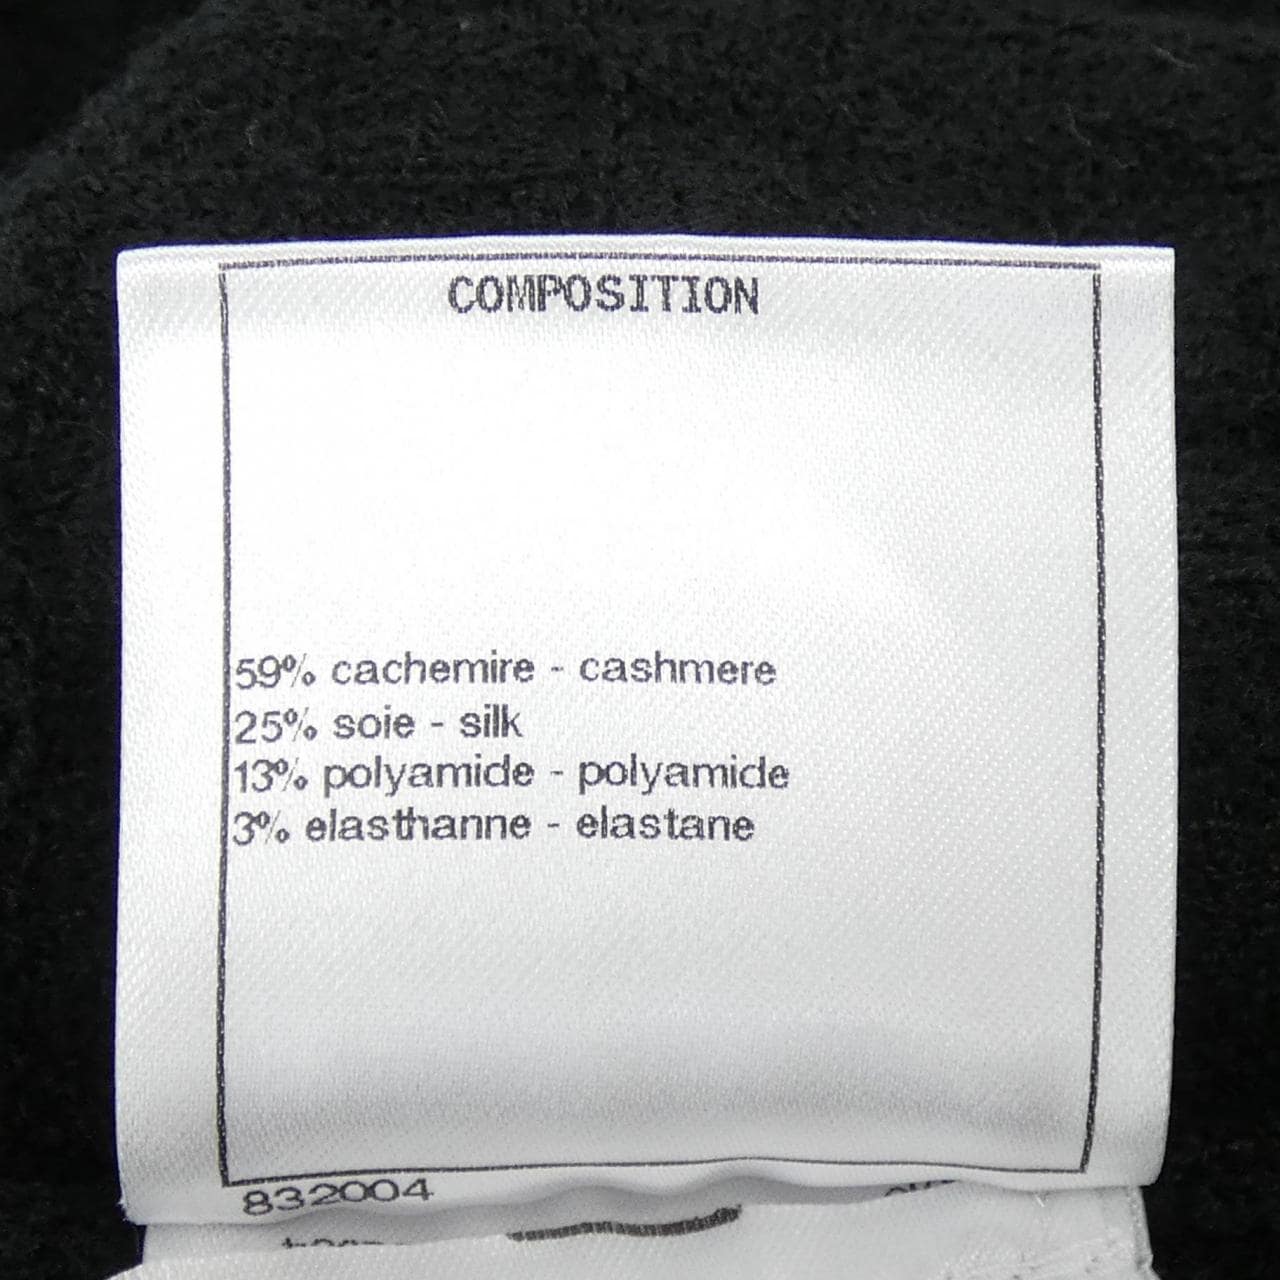 COMPOSITION
59% cachemire - cashmere
25% soie - silk
13% polyamide - polyamide
3% elasthanne - elastane
832004